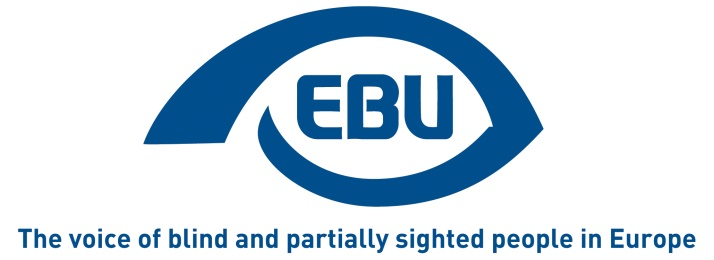 EBU
The voice of blind and partially sighted people in Europe